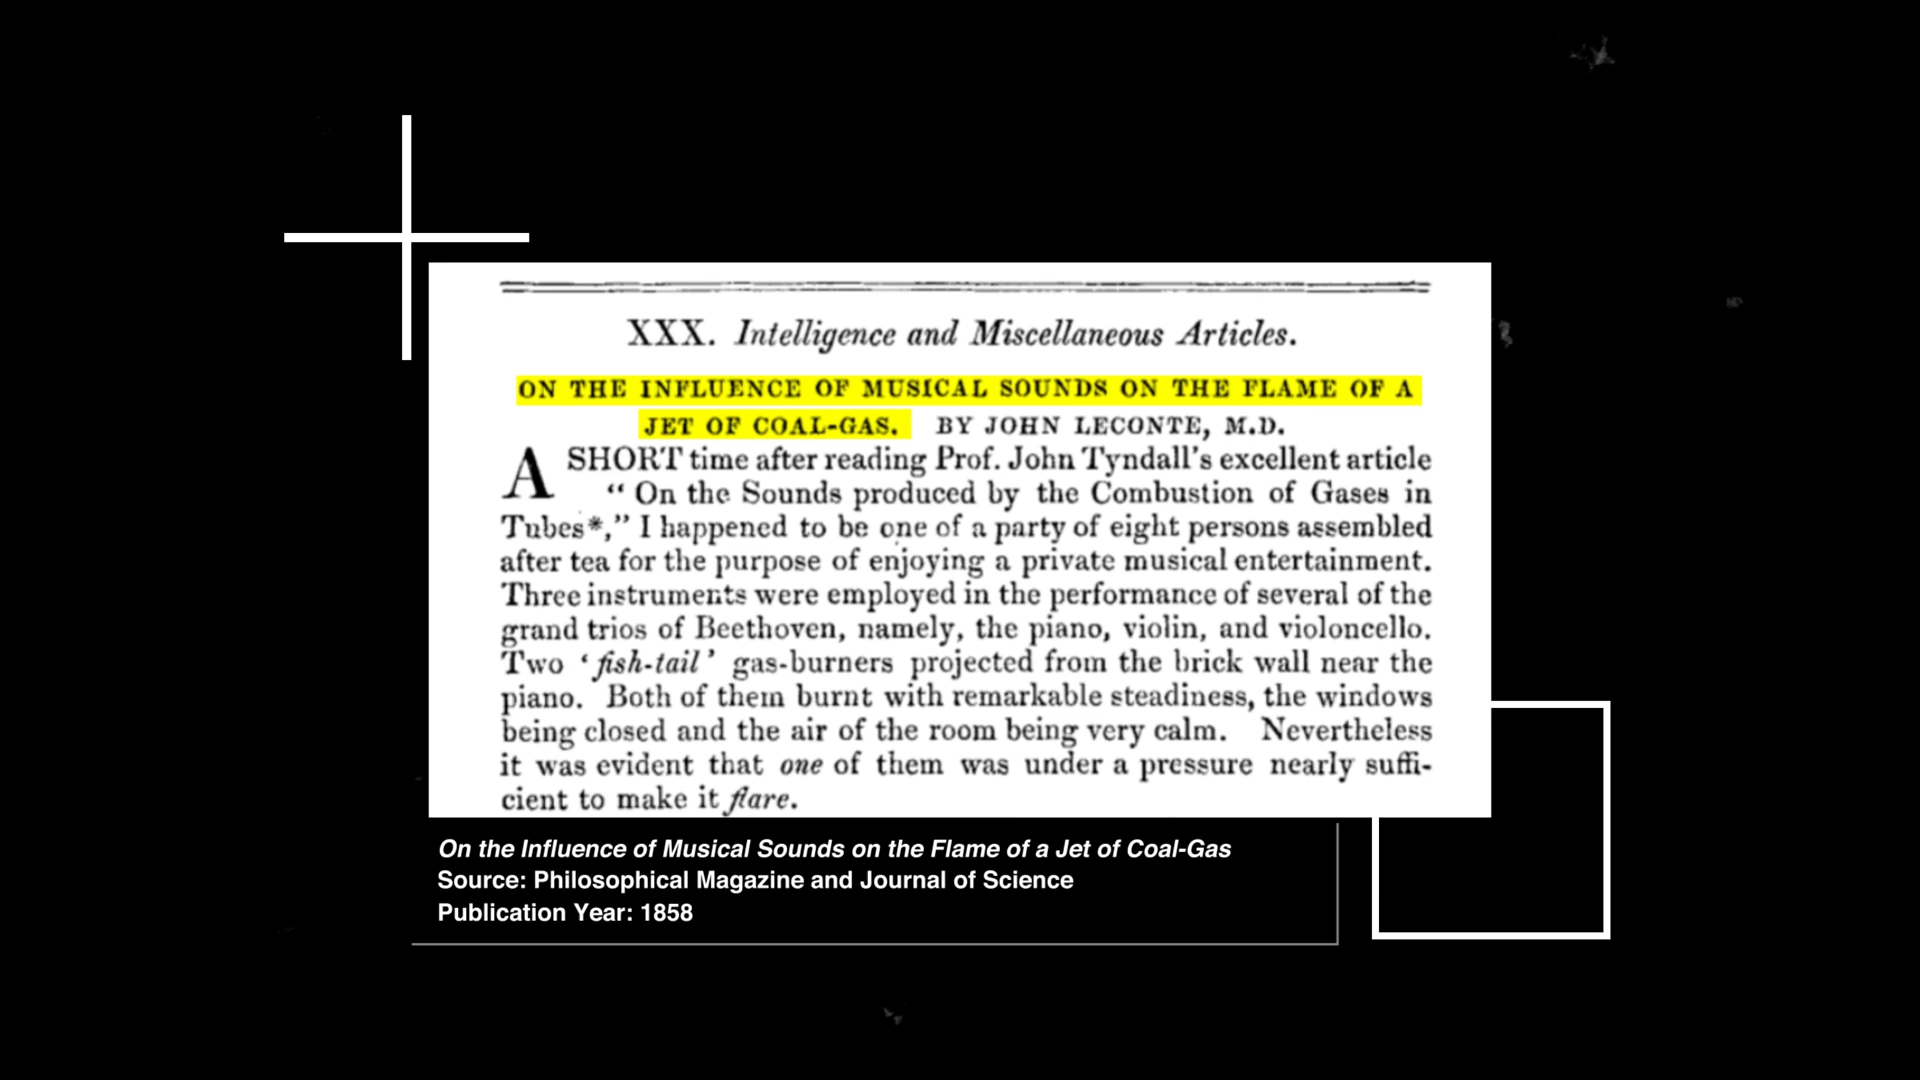 XXX. Intelligence and Miscellaneous Articles.
ON THE INFLUENCE OF MUSICAL SOUNDS ON THE FLAME OF A
JET OF COAL-GAS. BY JOHN LECONTE, M.D.
A SHORT time after reading Prof. John Tyndall's excellent article
“ On the Sounds produced by the Combustion of Gases in
Tubes*,” I happened to be one of a party of eight persons assembled
after tea for the purpose of enjoying a private musical entertainment.
Three instruments were employed in the performance of several of the
grand trios of Beethoven, namely, the piano, violin, and violoncello.
Two ‘fish-tail’ gas-burners projected from the brick wall near the
piano. Both of them burnt with remarkable steadiness, the windows
being closed and the air of the room being very calm. Nevertheless
it was evident that one of them was under a pressure nearly suffi-
cient to make it flare.
On the Influence of Musical Sounds on the Flame of a Jet of Coal-Gas
Source: Philosophical Magazine and Journal of Science
Publication Year: 1858